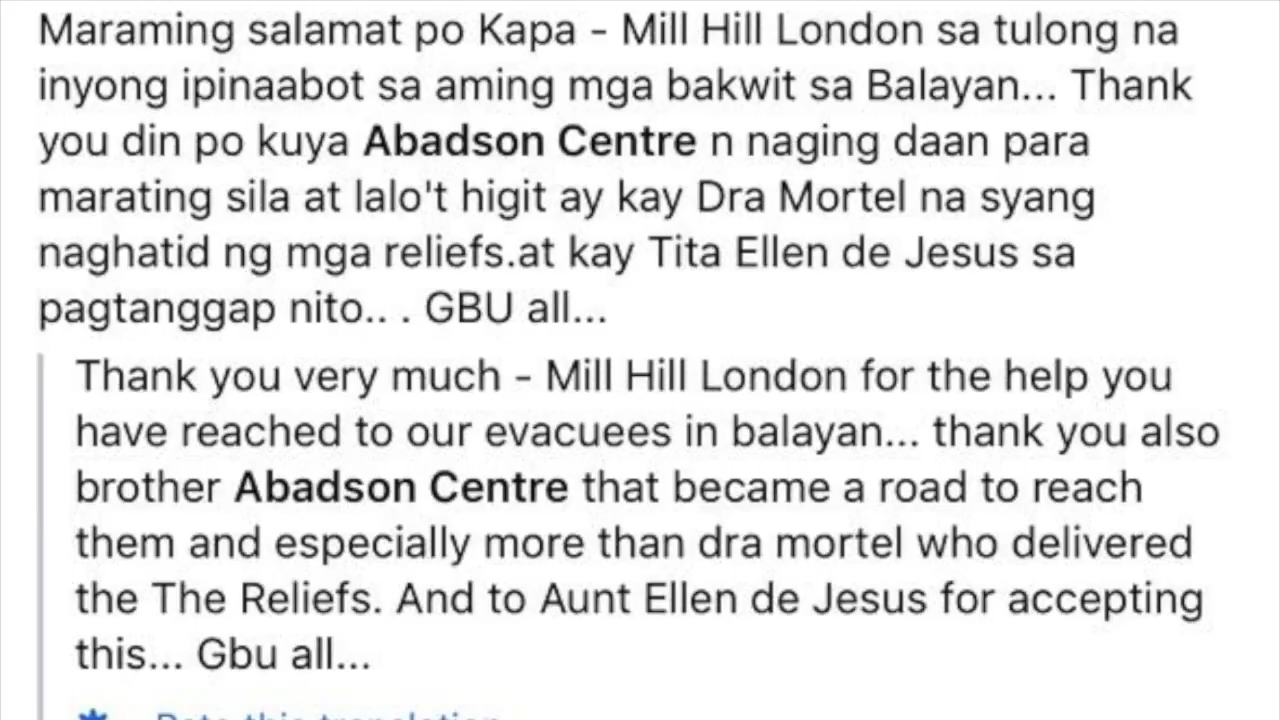 Maraming salamat po Kapa - Mill Hill London sa tulong na
inyong ipinaabot sa aming mga bakwit sa Balayan... Thank
you din po kuya Abadson Centre n naging daan para
marating sila at lalo't higit ay kay Dra Mortel na syang
naghatid ng mga reliefs.at kay Tita Ellen de Jesus sa
pagtanggap nito.. . GBU all...
Thank you very much - Mill Hill London for the help you
have reached to our evacuees in balayan... thank you also
brother Abadson Centre that became a road to reach
them and especially more than dra mortel who delivered
the The Reliefs. And to Aunt Ellen de Jesus for accepting
this... Gbu all...
Rate this translation